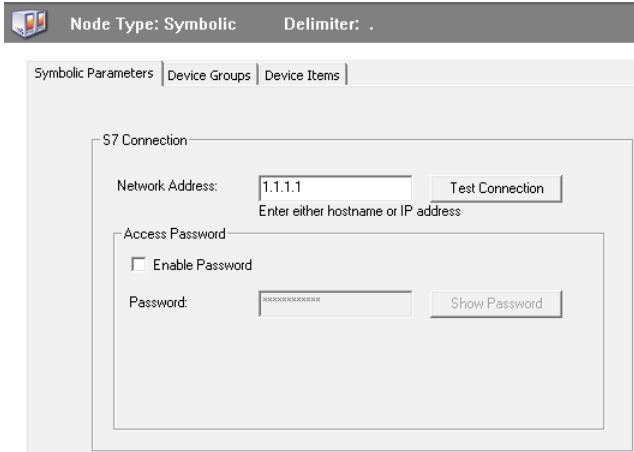 Node Type: Symbolic Delimiter: .
Symbolic Parameters Device Groups Device Items
S7 Connection
Network Address: 1.1.1.1 Test Connection
Enter either hostname or IP address
Access Password
Enable Password
Password: ************ Show Password